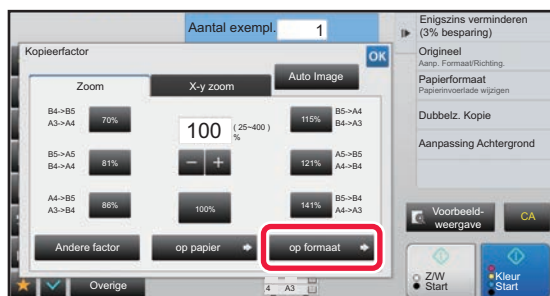 Aantal exempl. 1
Enigszins verminderen
(3% besparing)
Kopieerfactor
OK
Origineel
Aanp. Formaat/Richting.
Zoom
X-y zoom
Auto Image
Papierformaat
Papierinvoerlade wijzigen
B4->B5
A3->A4
70%
100
(25~400)
%
115%
B5->A4
B4->A3
Dubbelz. Kopie
B5->A5
B4->A4
81%
− +
121%
A5->B5
B4->A4
Aanpassing Achtergrond
A4->B5
A3->B4
86%
100%
141%
B5->B4
A4->A3
Voorbeeld-
weergave
CA
Andere factor
op papier
op formaat
Overige
4 A3
Z/W
Start
Kleur
Start